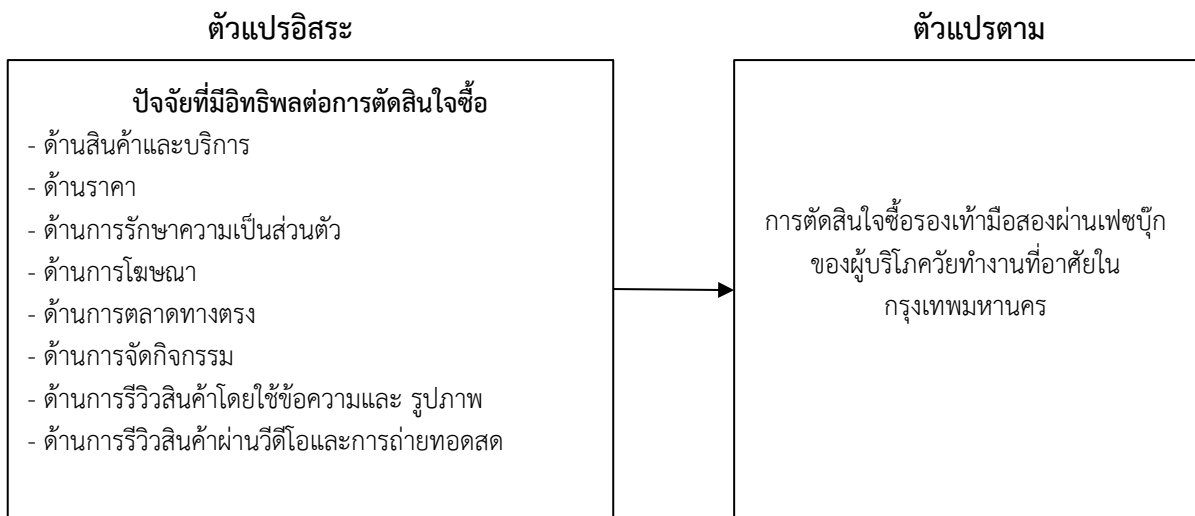 ตัวแปรอิสระ
ปัจจัยที่มีอิทธิพลต่อการตัดสินใจซื้อ
- ด้านสินค้าและบริการ
- ด้านราคา
- ด้านการรักษาความเป็นส่วนตัว
- ด้านการโฆษณา
- ด้านการตลาดทางตรง
- ด้านการจัดกิจกรรม
- ด้านการรีวิวสินค้าโดยใช้ข้อความและ รูปภาพ
- ด้านการรีวิวสินค้าผ่านวีดีโอและการถ่ายทอดสด
ตัวแปรตาม
การตัดสินใจซื้อรองเท้ามือสองผ่านเฟซบุ๊ก
ของผู้บริโภควัยทำงานที่อาศัยใน
กรุงเทพมหานคร